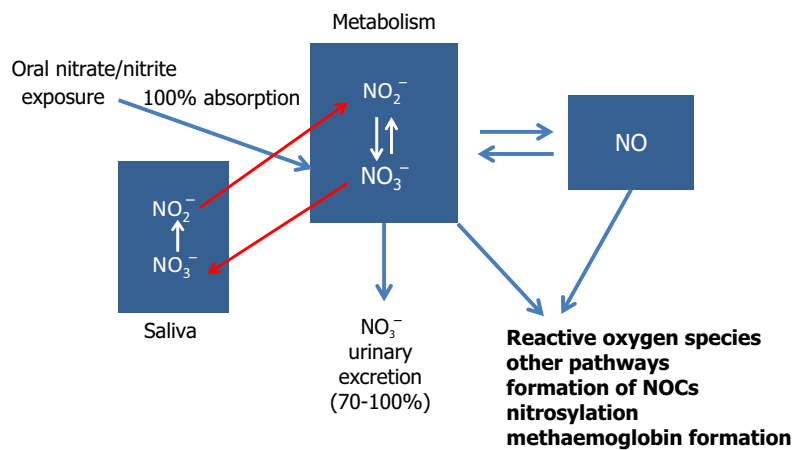 Metabolism
Oral nitrate/nitrite
exposure
100% absorption
NO₂⁻
NO₃⁻
NO
NO₂⁻
NO₃⁻
Saliva
NO₃⁻
urinary
excretion
(70-100%)
Reactive oxygen species
other pathways
formation of NOCs
nitrosylation
methaemoglobin formation